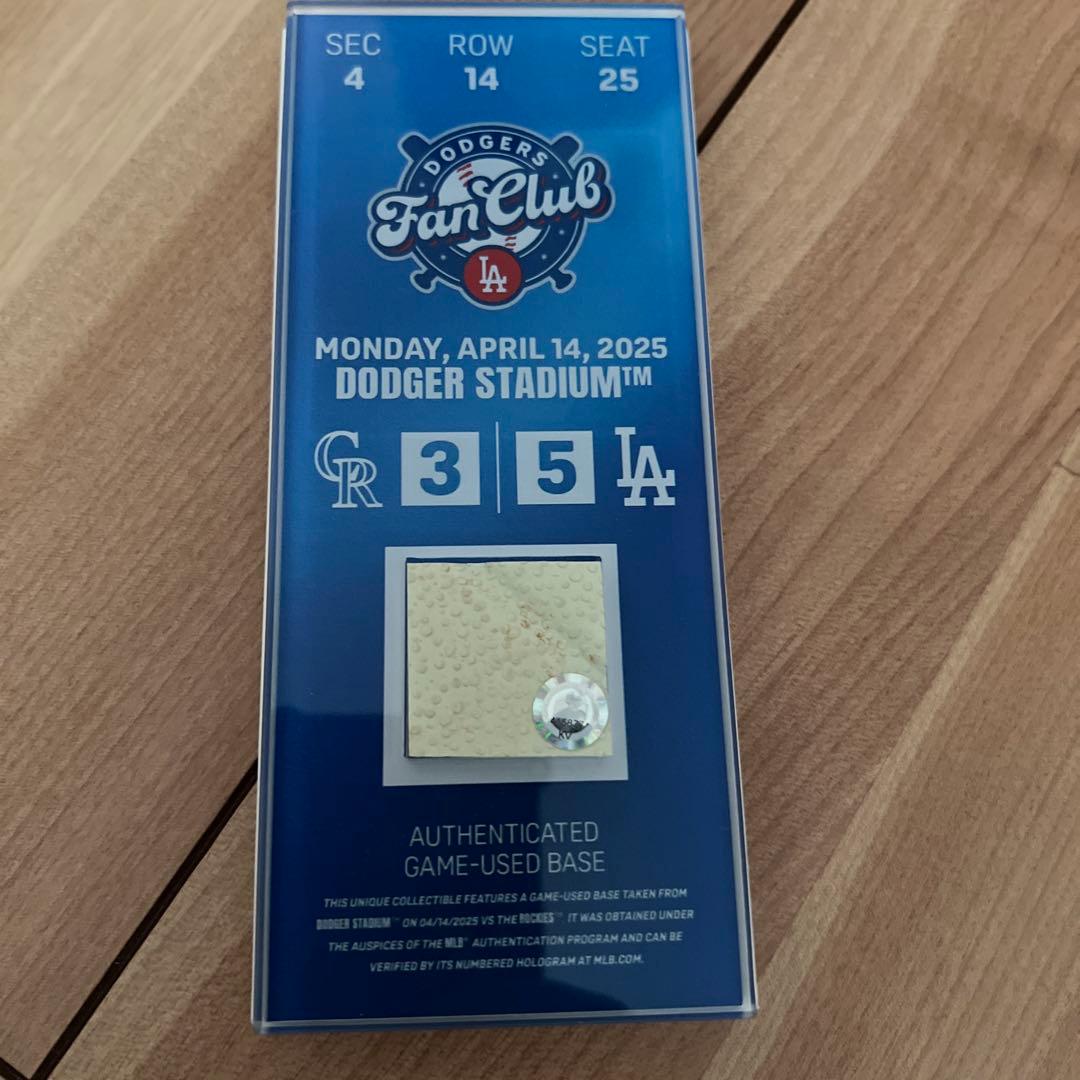 SEC ROW SEAT
4 14 25
DODGERS
Fan Club
LA
MONDAY, APRIL 14, 2025
DODGER STADIUM™
CR 3 5 LA
KV
AUTHENTICATED
GAME-USED BASE
THIS UNIQUE COLLECTIBLE FEATURES A GAME-USED BASE TAKEN FROM
DODGER STADIUM™ ON 04/14/2025 VS THE ROCKIES™. IT WAS OBTAINED UNDER
THE AUSPICES OF THE MLB® AUTHENTICATION PROGRAM AND CAN BE
VERIFIED BY ITS NUMBERED HOLOGRAM AT MLB.COM.